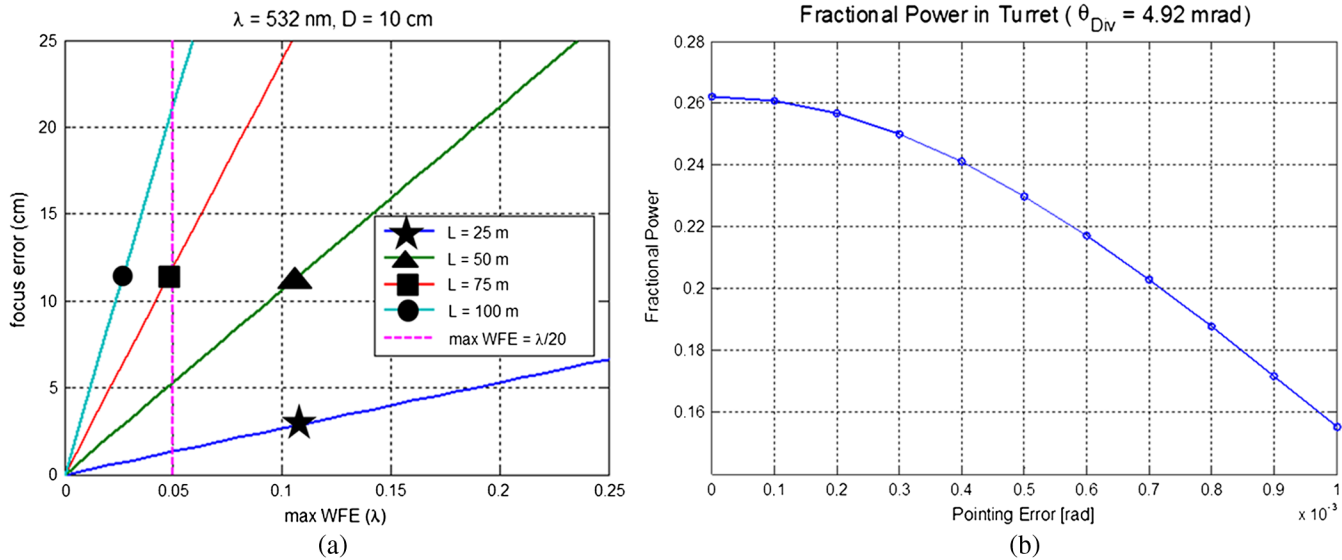 λ = 532 nm, D = 10 cm
25
20
15
10
5
0
focus error (cm)
L = 25 m
L = 50 m
L = 75 m
L = 100 m
max WFE = λ/20
0 0.05 0.1 0.15 0.2 0.25
max WFE (λ)
(a)
Fractional Power in Turret ( θDiv = 4.92 mrad)
0.28
0.26
0.24
0.22
0.2
0.18
0.16
Fractional Power
0 0.1 0.2 0.3 0.4 0.5 0.6 0.7 0.8 0.9 1
x 10⁻³
Pointing Error [rad]
(b)